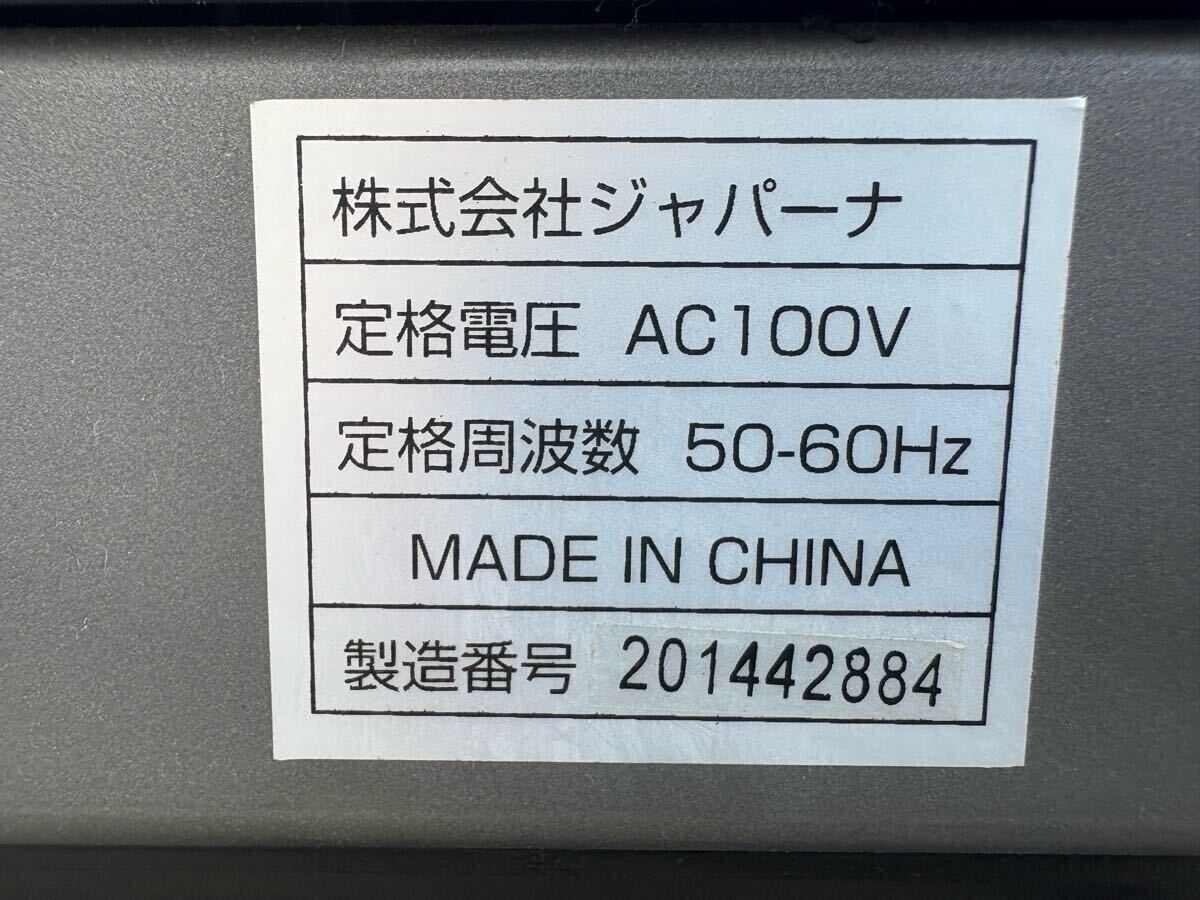 株式会社ジャパーナ
定格電圧 AC100V
定格周波数 50-60Hz
MADE IN CHINA
製造番号 201442884